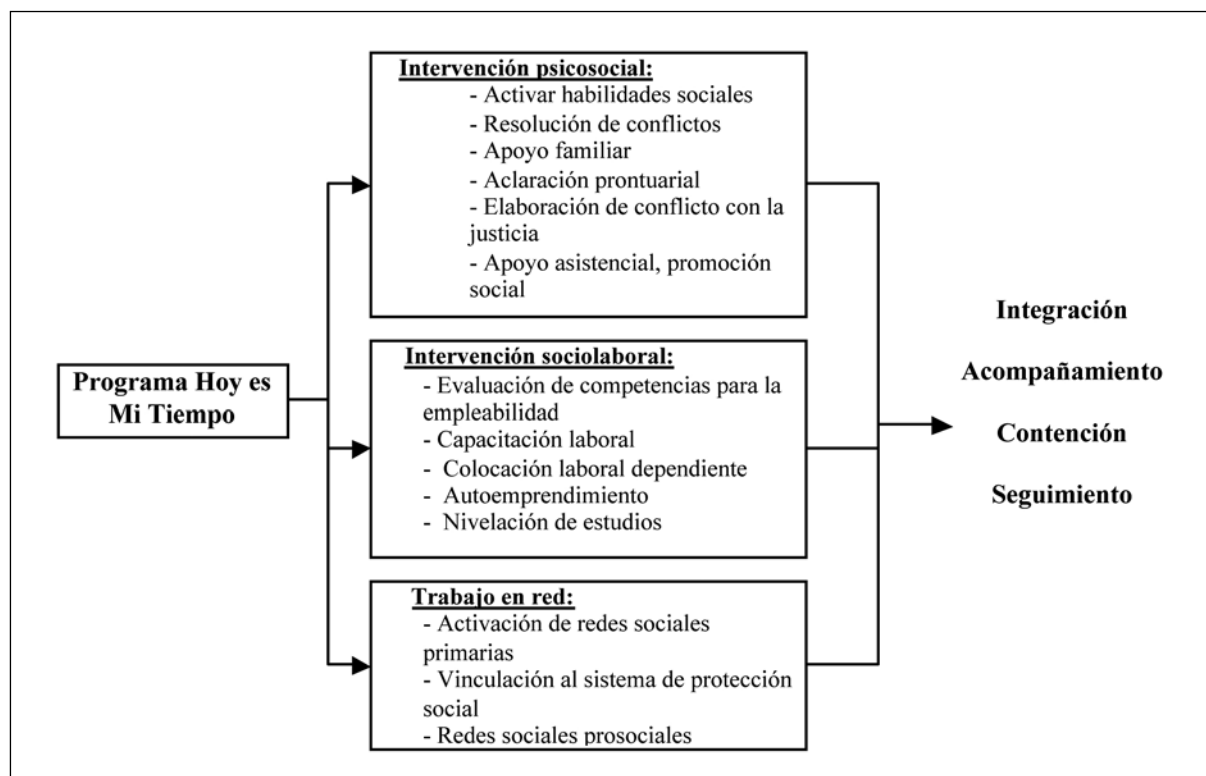 Intervención psicosocial:
- Activar habilidades sociales
- Resolución de conflictos
- Apoyo familiar
- Aclaración prontuarial
- Elaboración de conflicto con la
justicia
- Apoyo asistencial, promoción
social
Programa Hoy es
Mi Tiempo
Intervención sociolaboral:
- Evaluación de competencias para la
empleabilidad
- Capacitación laboral
- Colocación laboral dependiente
- Autoemprendimiento
- Nivelación de estudios
Trabajo en red:
- Activación de redes sociales
primarias
- Vinculación al sistema de protección
social
- Redes sociales prosociales
Integración
Acompañamiento
Contención
Seguimiento